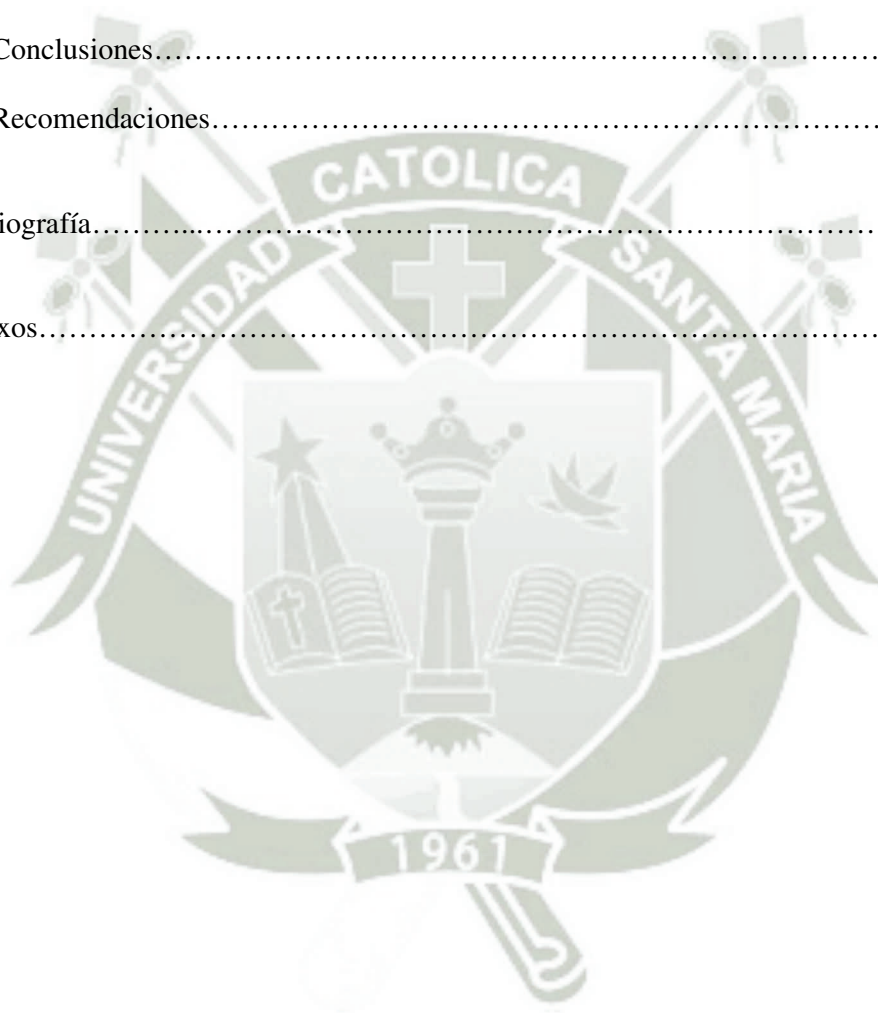 Conclusiones…………………..……………………………………………
Recomendaciones……………………………………………………………
iografía………...……………………………………………………………
xos……………………………………………………………………………
UNIVERSIDAD CATOLICA SANTA MARIA
1961